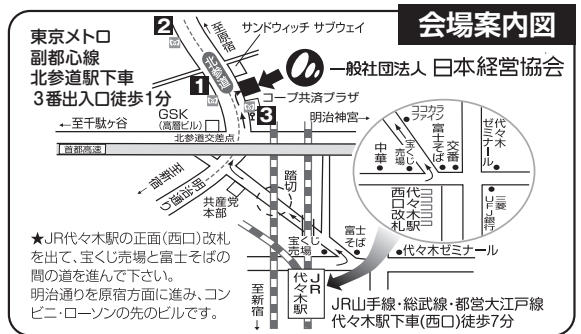 会場案内図
東京メトロ
副都心線
北参道駅下車
3番出入口徒歩1分
2
至原宿
サンドウィッチ サブウェイ
北参道
一般社団法人 日本経営協会
1
コープ共済プラザ
3
←至千駄ヶ谷
GSK
(高層ビル)
明治神宮→
北参道交差点
首都高速
至新宿
明治通り
共産党
本部
踏切
ココカラ
ファイン
宝くじ
売場
富士そば
交番
代々木
ゼミナール
中華
代々木駅
西口改札
三菱
UFJ銀行
★JR代々木駅の正面(西口)改札
を出て、宝くじ売場と富士そばの
間の道を進んで下さい。
明治通りを原宿方面に進み、コン
ビニ・ローソンの先のビルです。
宝くじ
売場
富士
そば
代々木ゼミナール
至新宿
JR
代々木駅
JR山手線・総武線・都営大江戸線
代々木駅下車(西口)徒歩7分